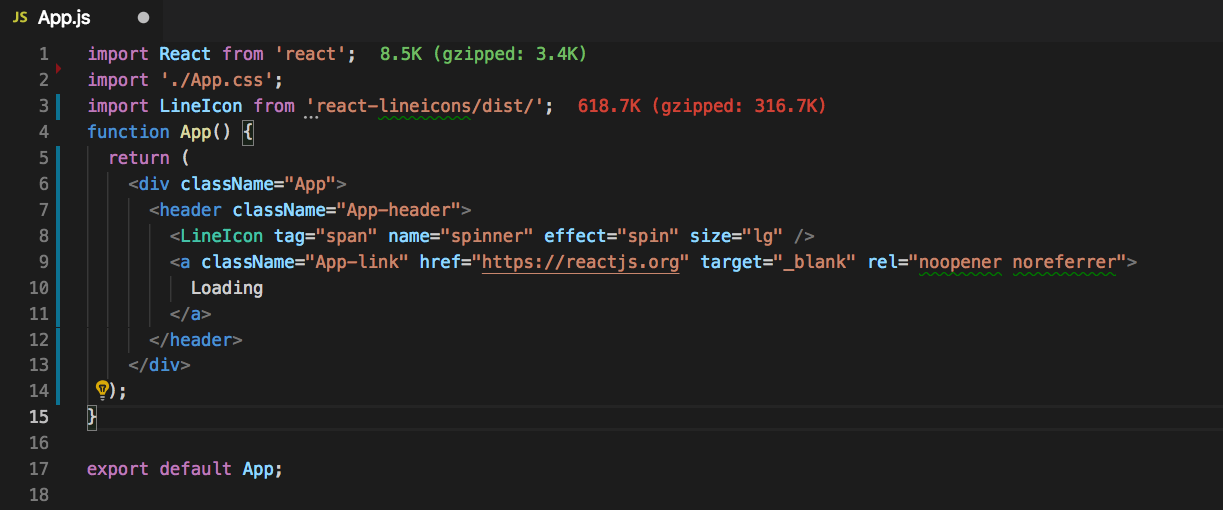 JS App.js
1 import React from 'react'; 8.5K (gzipped: 3.4K)
2 import './App.css';
3 import LineIcon from 'react-lineicons/dist/'; 618.7K (gzipped: 316.7K)
4 function App() {
5 return (
6 <div className="App">
7 <header className="App-header">
8 <LineIcon tag="span" name="spinner" effect="spin" size="lg" />
9 <a className="App-link" href="https://reactjs.org" target="_blank" rel="noopener noreferrer">
10 Loading
11 </a>
12 </header>
13 </div>
14 );
15 }
16
17 export default App;
18